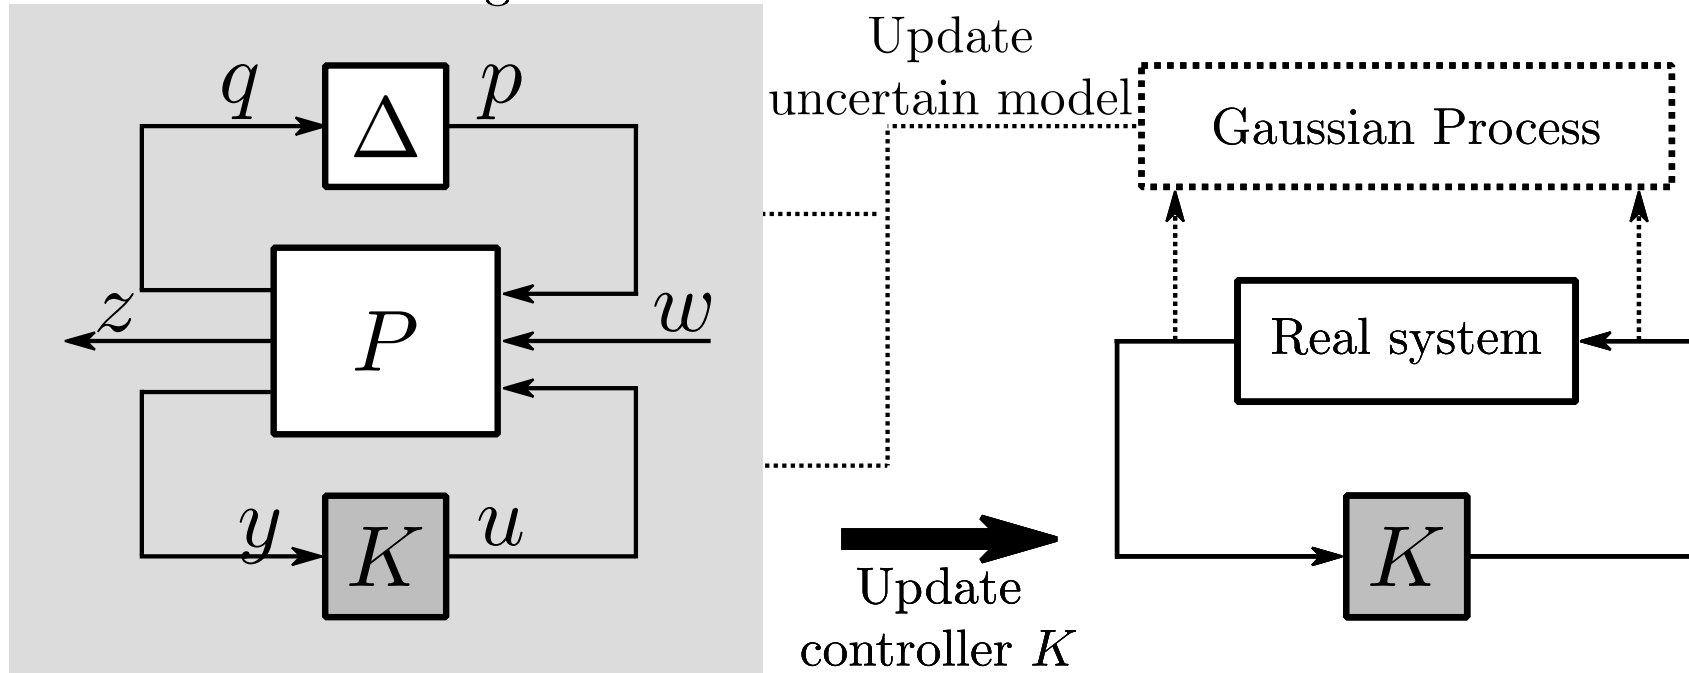 q
p
Δ
z
P
w
y
K
u
Update
uncertain model
Gaussian Process
Real system
Update
controller K
K